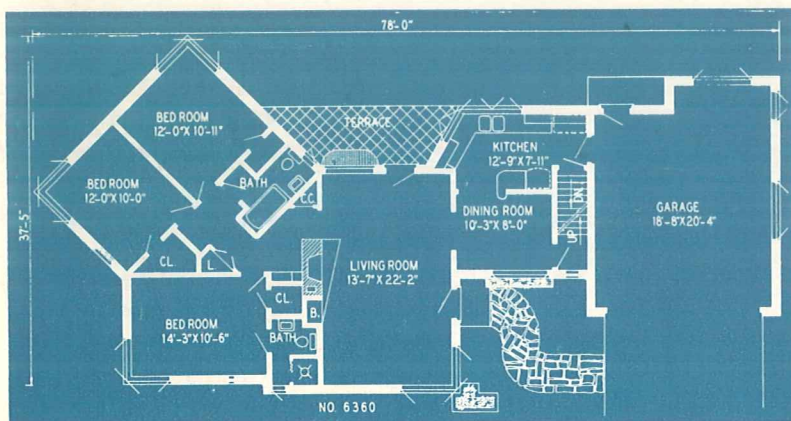 78'-0"
37'-5"
BED ROOM
12'-0"X 10'-11"
TERRACE
KITCHEN
12'-9"X 7'-11"
BED ROOM
12'-0"X 10'-0"
BATH
C.C.
DINING ROOM
10'-3"X 8'-0"
DN.
UP
GARAGE
18'-8"X 20'-4"
CL.
L.
LIVING ROOM
13'-7"X 22'-2"
CL.
B.
BED ROOM
14'-3"X 10'-6"
BATH
NO. 6360